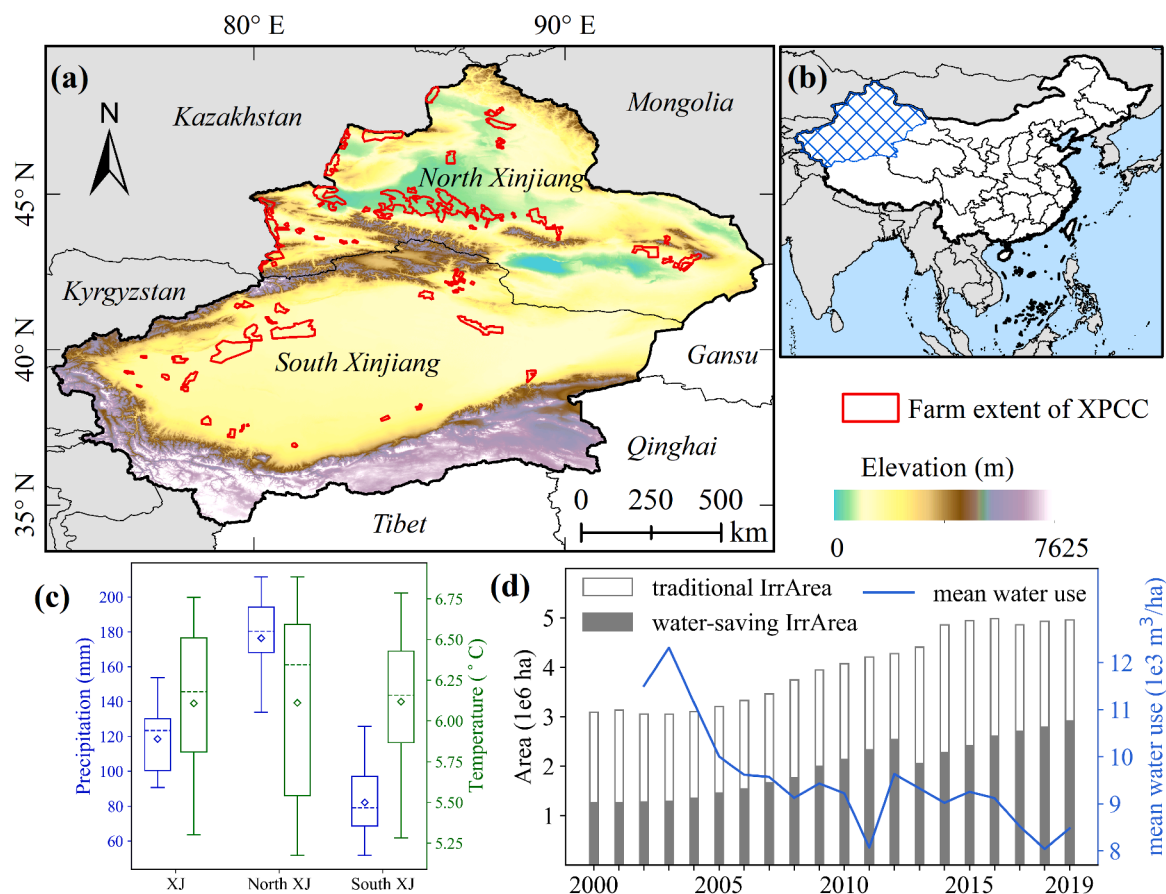 80° E
90° E
(a)
N
Kazakhstan
Mongolia
North Xinjiang
45° N
Kyrgyzstan
40° N
South Xinjiang
Gansu
Qinghai
35° N
Tibet
0 250 500
km
(b)
Farm extent of XPCC
Elevation (m)
0 7625
(c)
Precipitation (mm)
200
180
160
140
120
100
80
60
XJ
North XJ
South XJ
6.75
6.50
6.25
6.00
5.75
5.50
5.25
Temperature (° C)
(d)
traditional IrrArea
mean water use
water-saving IrrArea
Area (1e6 ha)
5
4
3
2
1
2000
2005
2010
2015
2019
12
11
10
9
8
mean water use (1e3 m³/ha)